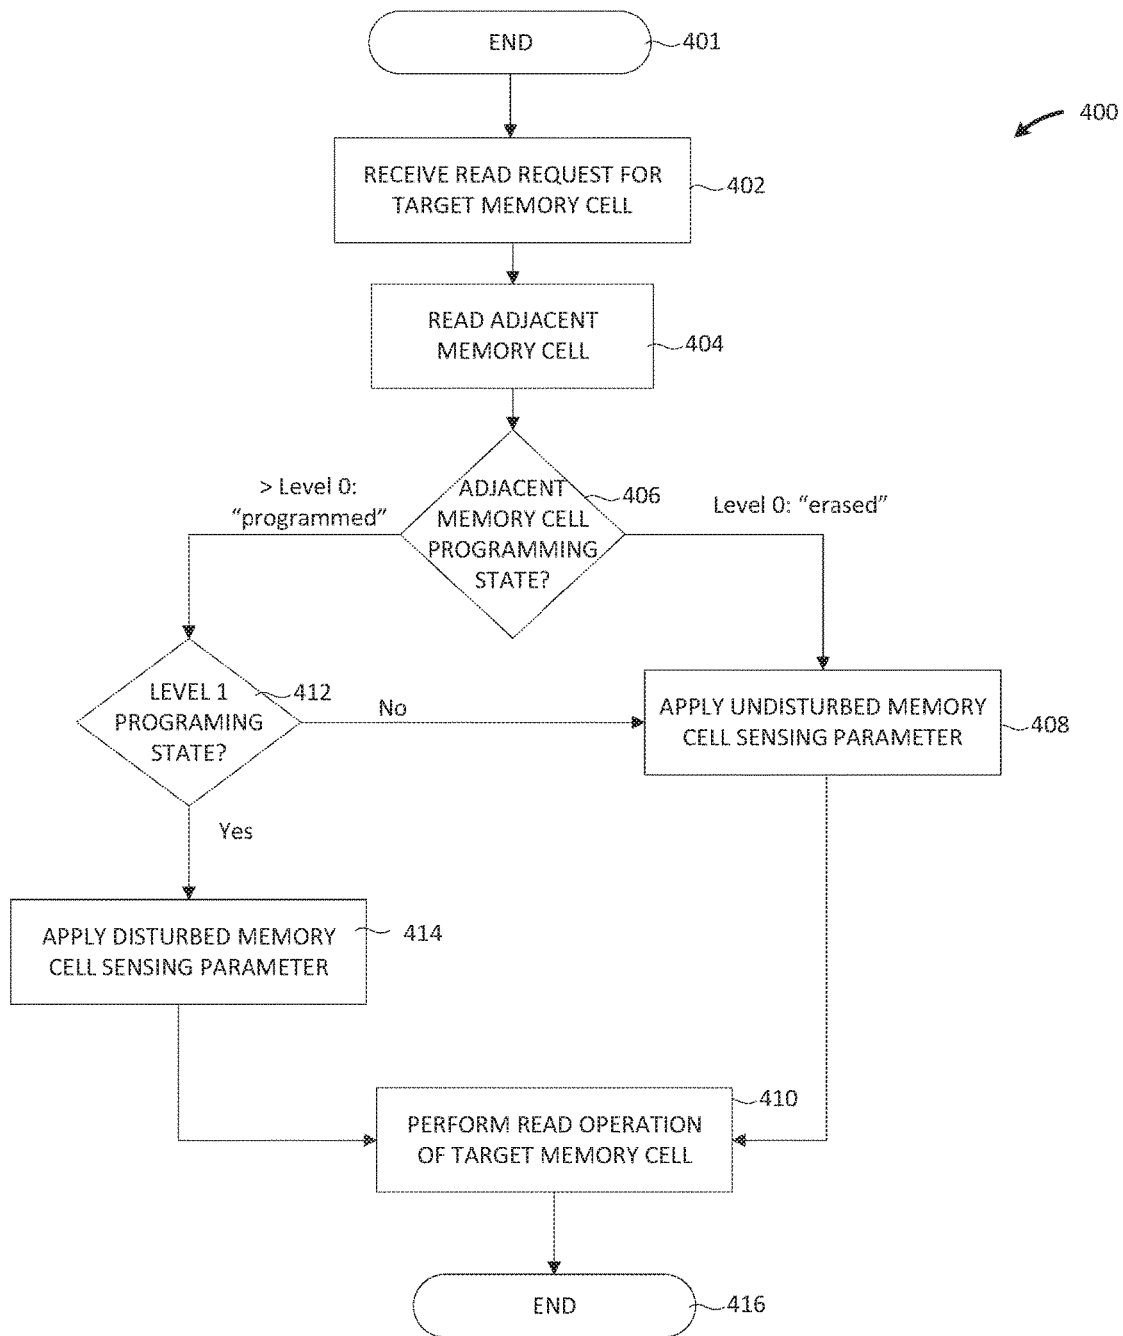 END
401
400
RECEIVE READ REQUEST FOR
TARGET MEMORY CELL
402
READ ADJACENT
MEMORY CELL
404
> Level 0:
"programmed"
ADJACENT
MEMORY CELL
PROGRAMMING
STATE?
406
Level 0: "erased"
LEVEL 1
PROGRAMING
STATE?
412
No
APPLY UNDISTURBED MEMORY
CELL SENSING PARAMETER
408
Yes
APPLY DISTURBED MEMORY
CELL SENSING PARAMETER
414
PERFORM READ OPERATION
OF TARGET MEMORY CELL
410
END
416